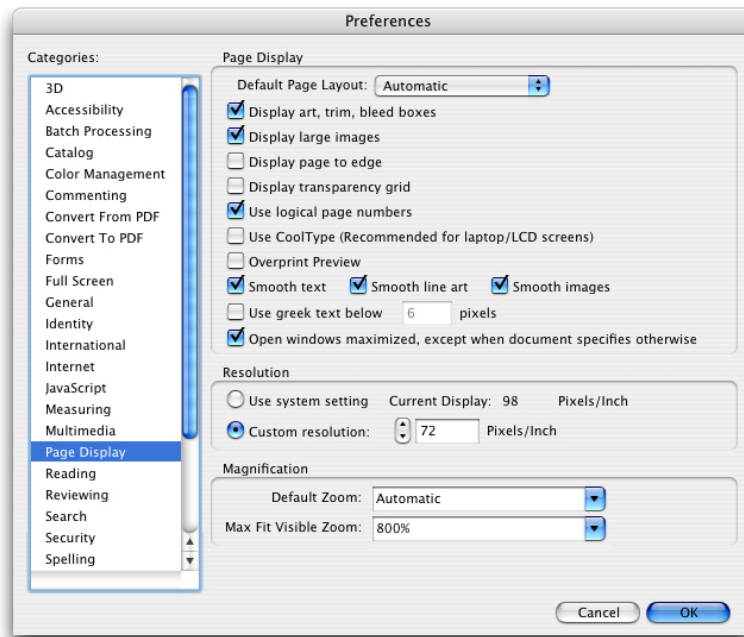 Preferences
Categories:
3D
Accessibility
Batch Processing
Catalog
Color Management
Commenting
Convert From PDF
Convert To PDF
Forms
Full Screen
General
Identity
International
Internet
JavaScript
Measuring
Multimedia
Page Display
Reading
Reviewing
Search
Security
Spelling
Page Display
Default Page Layout: Automatic
Display art, trim, bleed boxes
Display large images
Display page to edge
Display transparency grid
Use logical page numbers
Use CoolType (Recommended for laptop/LCD screens)
Overprint Preview
Smooth text Smooth line art Smooth images
Use greek text below 6 pixels
Open windows maximized, except when document specifies otherwise
Resolution
Use system setting Current Display: 98 Pixels/Inch
Custom resolution: 72 Pixels/Inch
Magnification
Default Zoom: Automatic
Max Fit Visible Zoom: 800%
Cancel OK